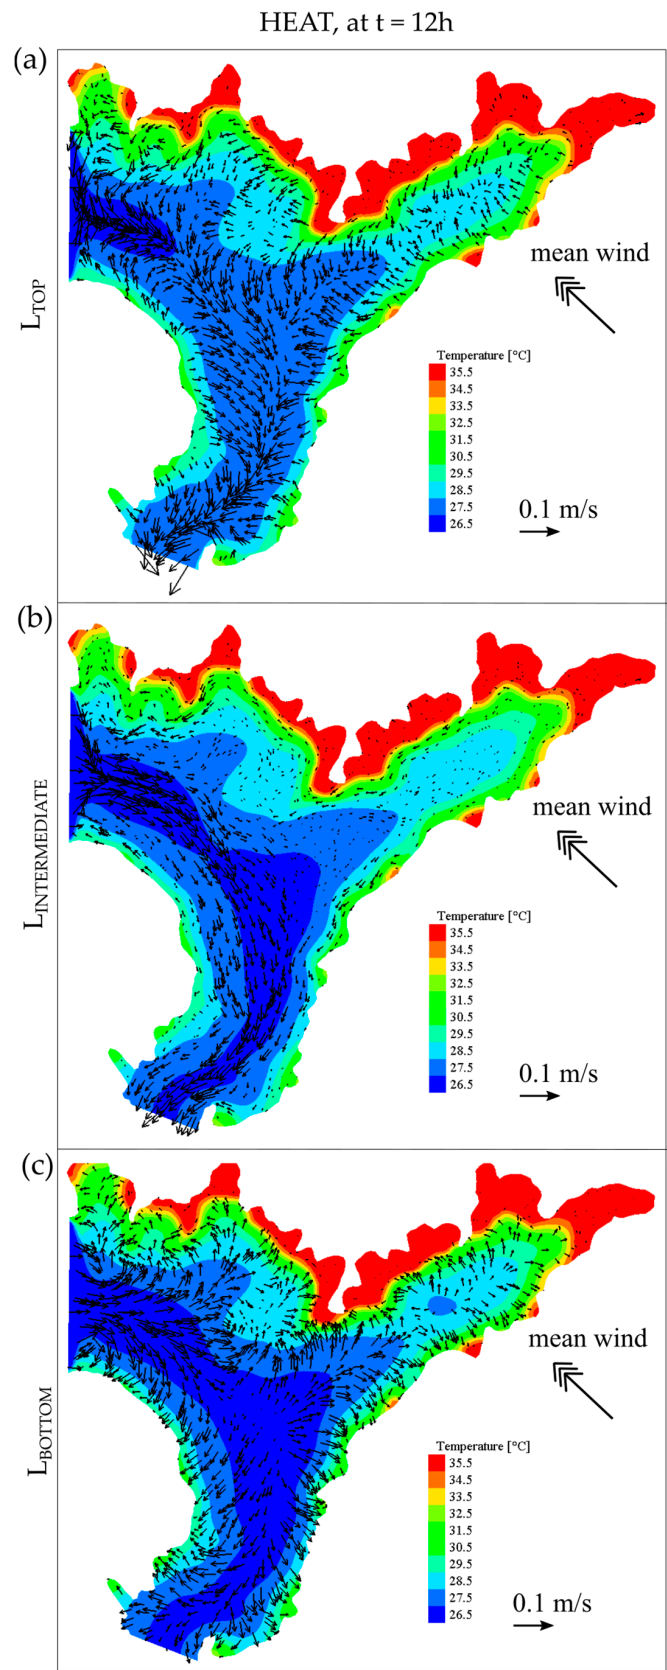 HEAT, at t = 12h
(a)
L_TOP
mean wind
Temperature [°C]
35.5
34.5
33.5
32.5
31.5
30.5
29.5
28.5
27.5
26.5
0.1 m/s
(b)
L_INTERMEDIATE
mean wind
Temperature [°C]
35.5
34.5
33.5
32.5
31.5
30.5
29.5
28.5
27.5
26.5
0.1 m/s
(c)
L_BOTTOM
mean wind
Temperature [°C]
35.5
34.5
33.5
32.5
31.5
30.5
29.5
28.5
27.5
26.5
0.1 m/s